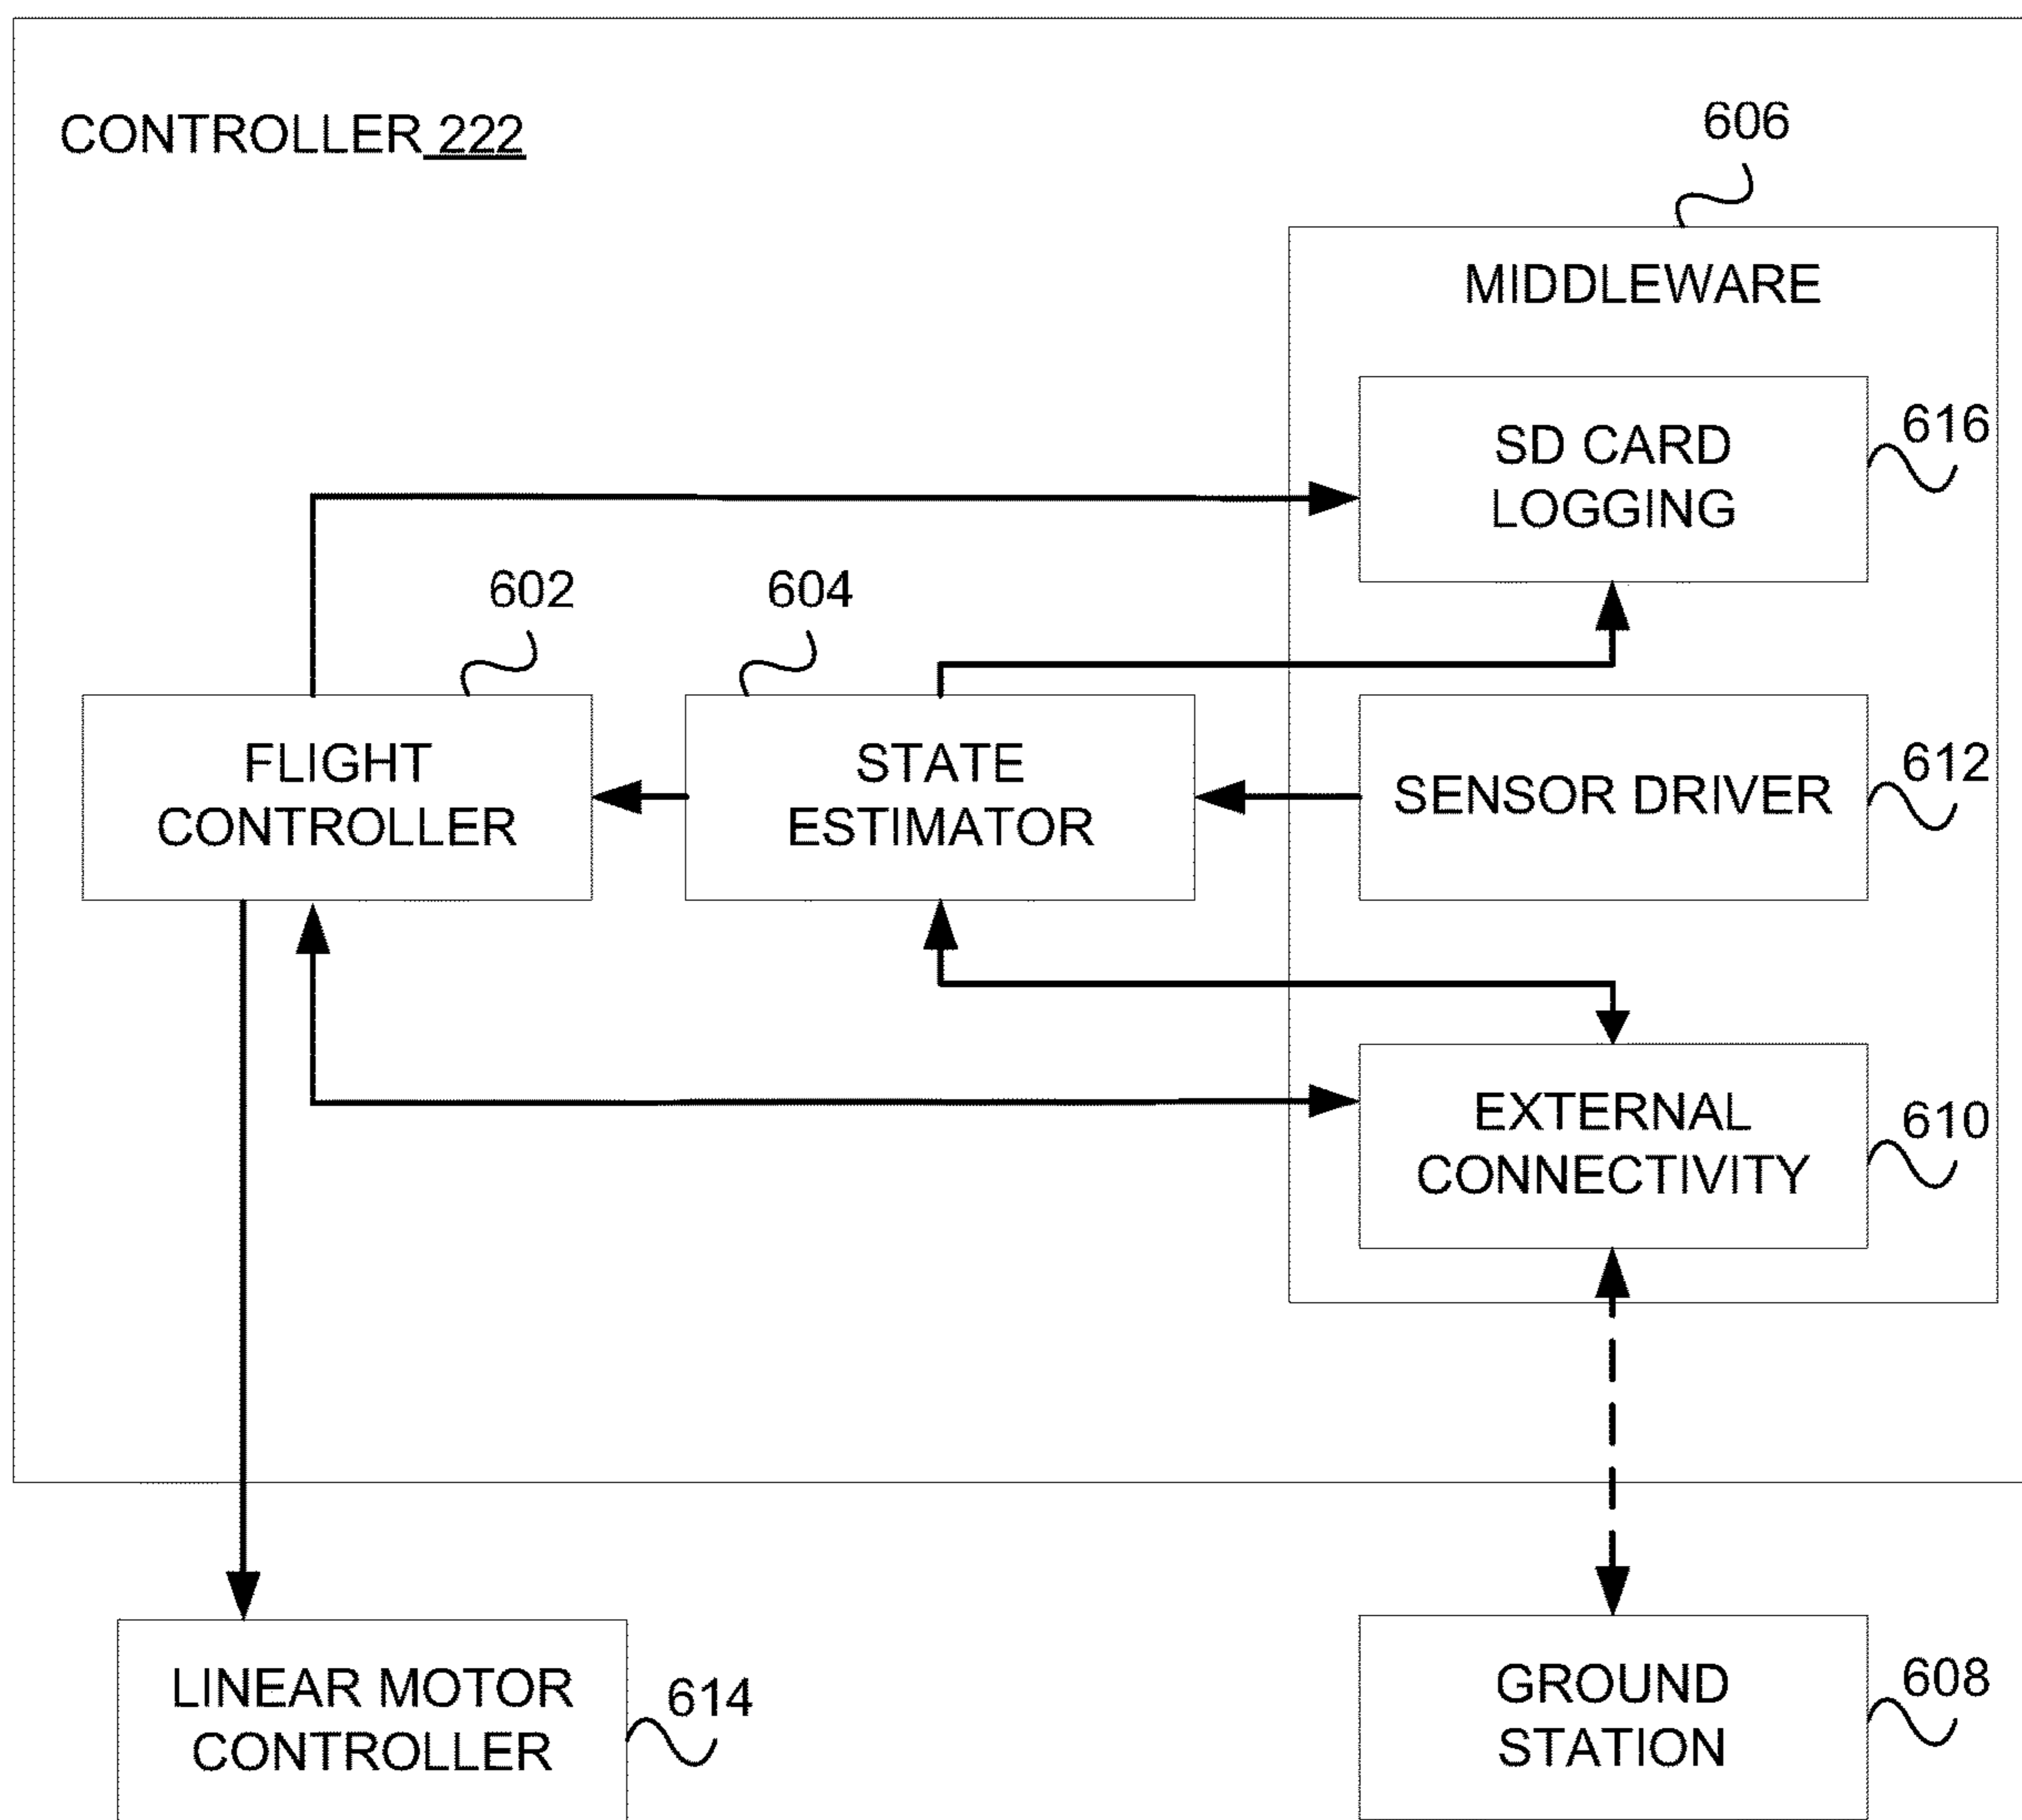 CONTROLLER 222
606
MIDDLEWARE
SD CARD
LOGGING
616
602
604
FLIGHT
CONTROLLER
STATE
ESTIMATOR
SENSOR DRIVER
612
EXTERNAL
CONNECTIVITY
610
LINEAR MOTOR
CONTROLLER
614
GROUND
STATION
608